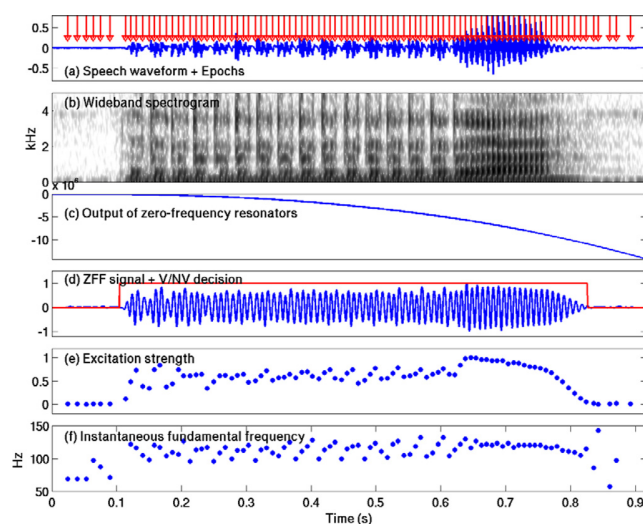 0.5
0
-0.5
(a) Speech waveform + Epochs
(b) Wideband spectrogram
kHz
4
2
0
(c) Output of zero-frequency resonators
0
-5
-10
(d) ZFF signal + V/NV decision
1
0
-1
(e) Excitation strength
1
0.5
0
(f) Instantaneous fundamental frequency
Hz
150
100
50
0 0.1 0.2 0.3 0.4 0.5 0.6 0.7 0.8 0.9
Time (s)